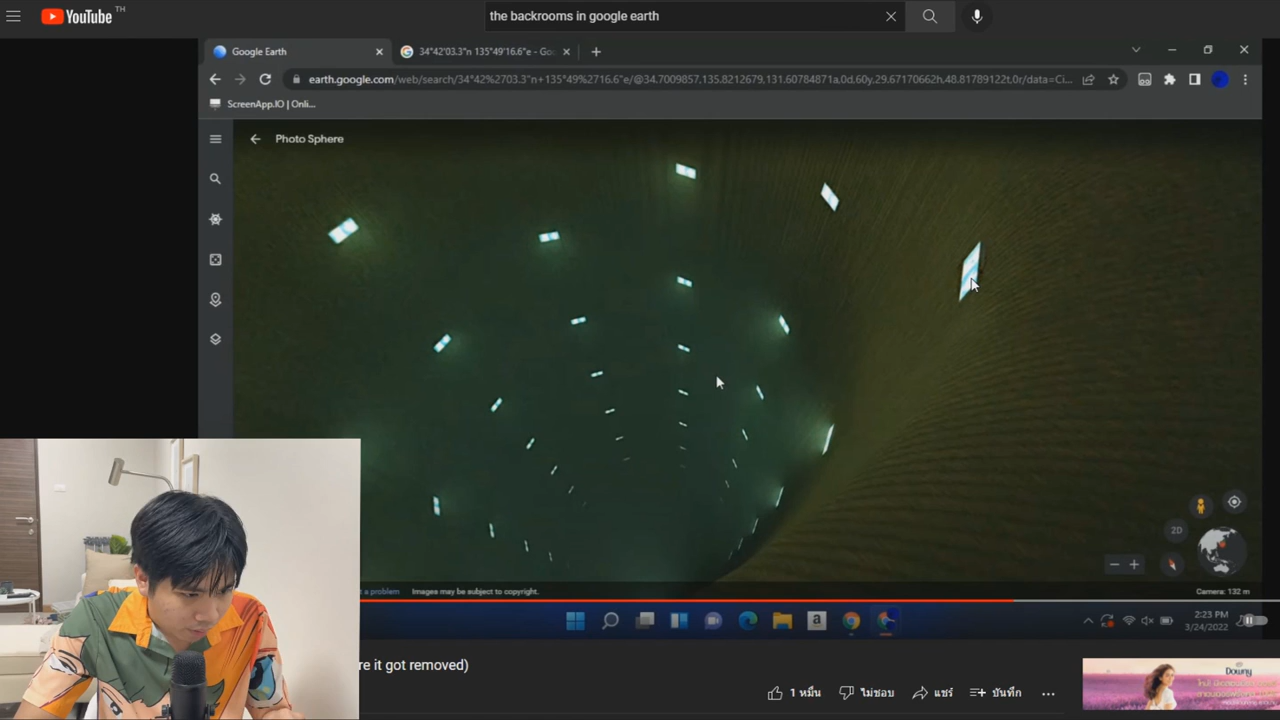 YouTube TH
the backrooms in google earth
Google Earth
34°42'03.3"n 135°49'16.6"e - Go
earth.google.com/web/search/34°42%2703.3"n+135°49%2716.6"e/@34.7009857,135.8212679,131.60784871a,0d,60y,29.67170662h,48.81789122t,0r/data=Ci...
ScreenApp.IO | Onli...
Photo Sphere
2D
t a problem
Images may be subject to copyright.
Camera: 132 m
a
2:23 PM
3/24/2022
re it got removed)
1 หมื่น
ไม่ชอบ
แชร์
บันทึก
Downy